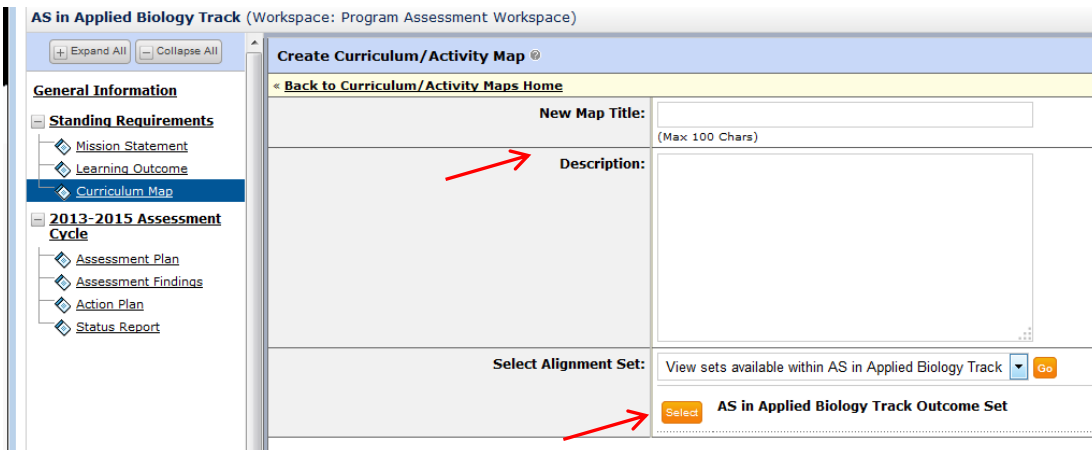 AS in Applied Biology Track (Workspace: Program Assessment Workspace)
+ Expand All − Collapse All
General Information
Standing Requirements
Mission Statement
Learning Outcome
Curriculum Map
2013-2015 Assessment
Cycle
Assessment Plan
Assessment Findings
Action Plan
Status Report
Create Curriculum/Activity Map
« Back to Curriculum/Activity Maps Home
New Map Title:
(Max 100 Chars)
Description:
Select Alignment Set: View sets available within AS in Applied Biology Track Go
Select AS in Applied Biology Track Outcome Set